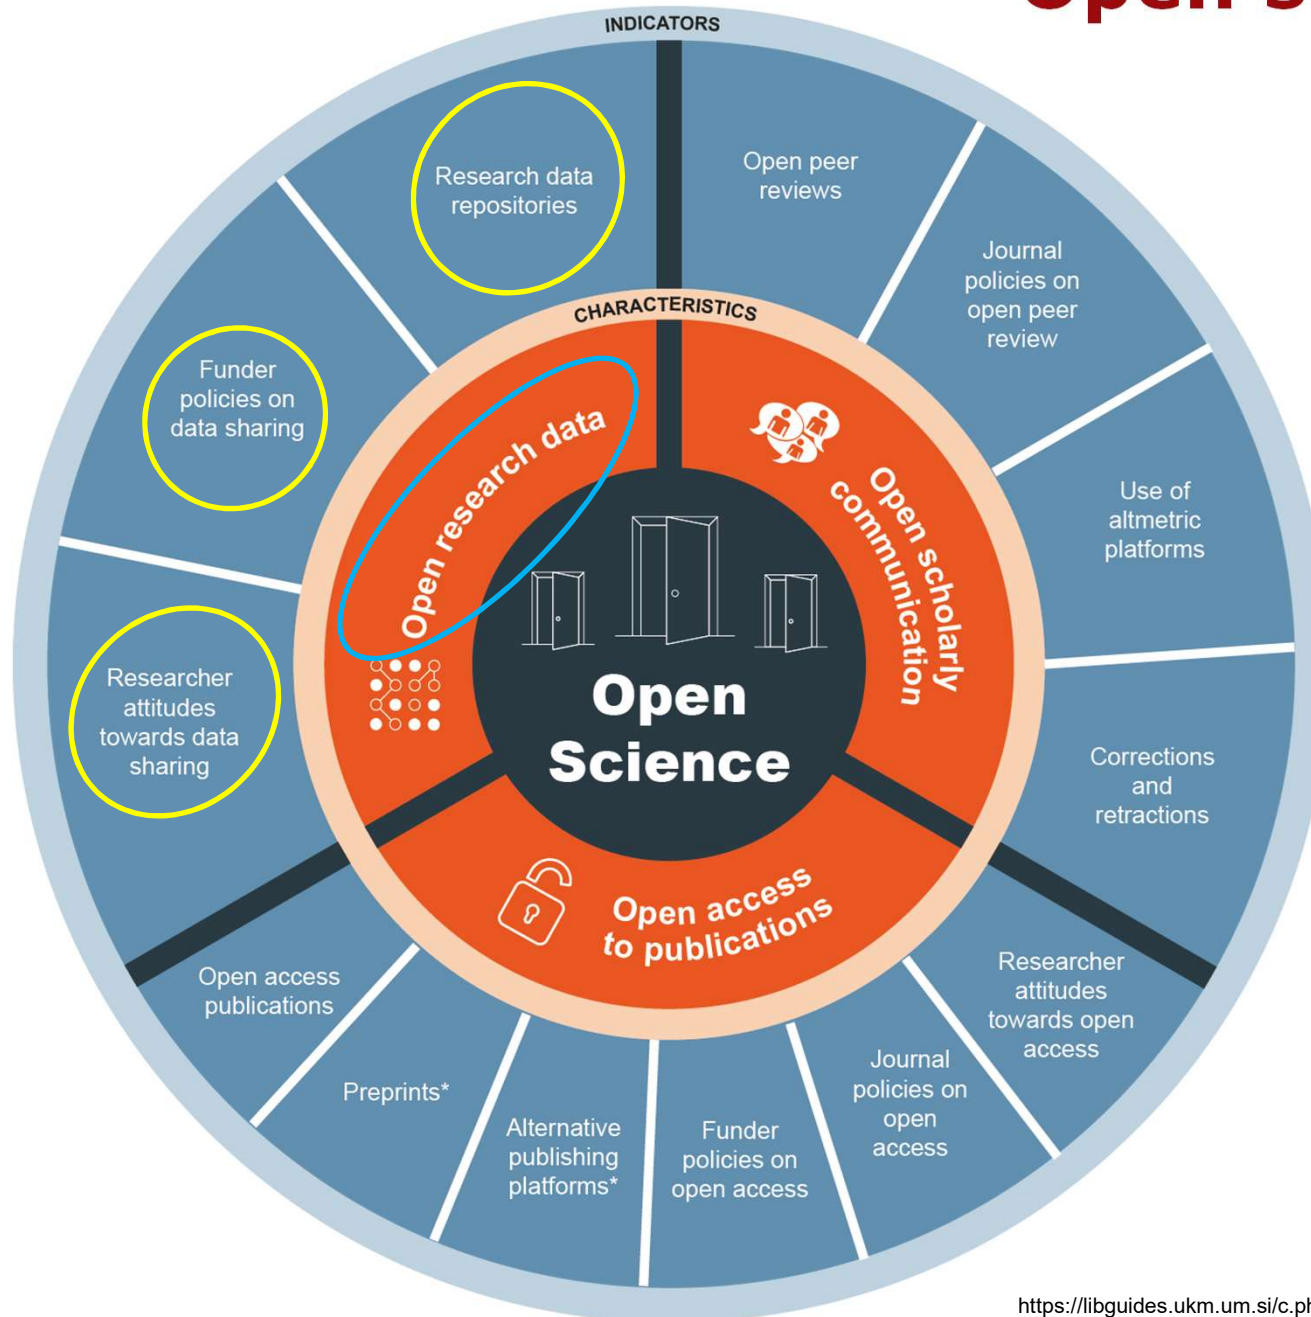 Open S
INDICATORS
Research data
repositories
Open peer
reviews
Journal
policies on
open peer
review
Funder
policies on
data sharing
CHARACTERISTICS
Open research data
Open scholarly
communication
Use of
altmetric
platforms
Researcher
attitudes
towards data
sharing
Open
Science
Corrections
and
retractions
Open access
to publications
Open access
publications
Preprints*
Alternative
publishing
platforms*
Funder
policies on
open access
Journal
policies on
open
access
Researcher
attitudes
towards open
access
https://libguides.ukm.um.si/c.ph